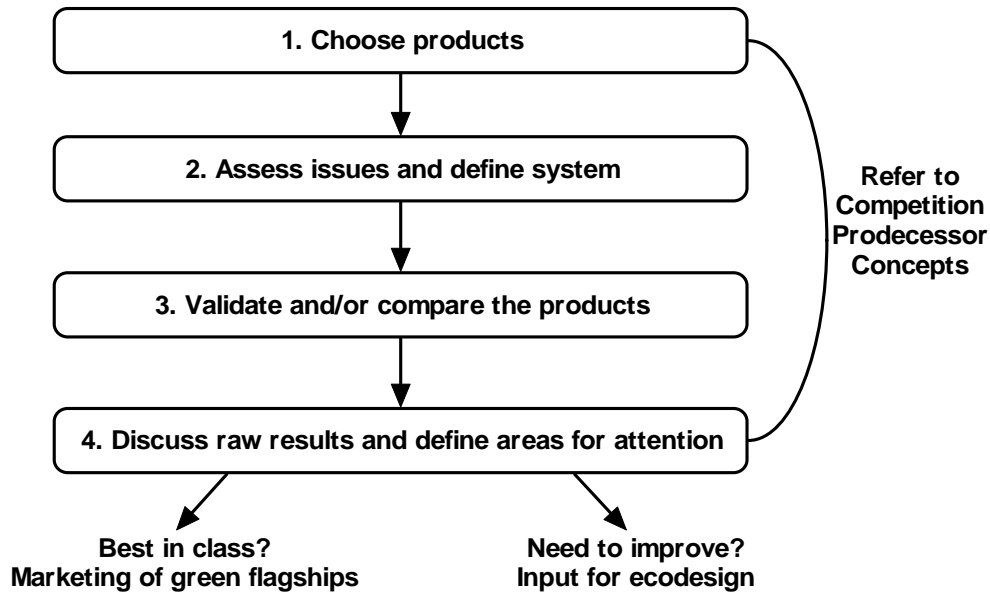 1. Choose products
2. Assess issues and define system
Refer to
Competition
Prodecessor
Concepts
3. Validate and/or compare the products
4. Discuss raw results and define areas for attention
Best in class?
Marketing of green flagships
Need to improve?
Input for ecodesign